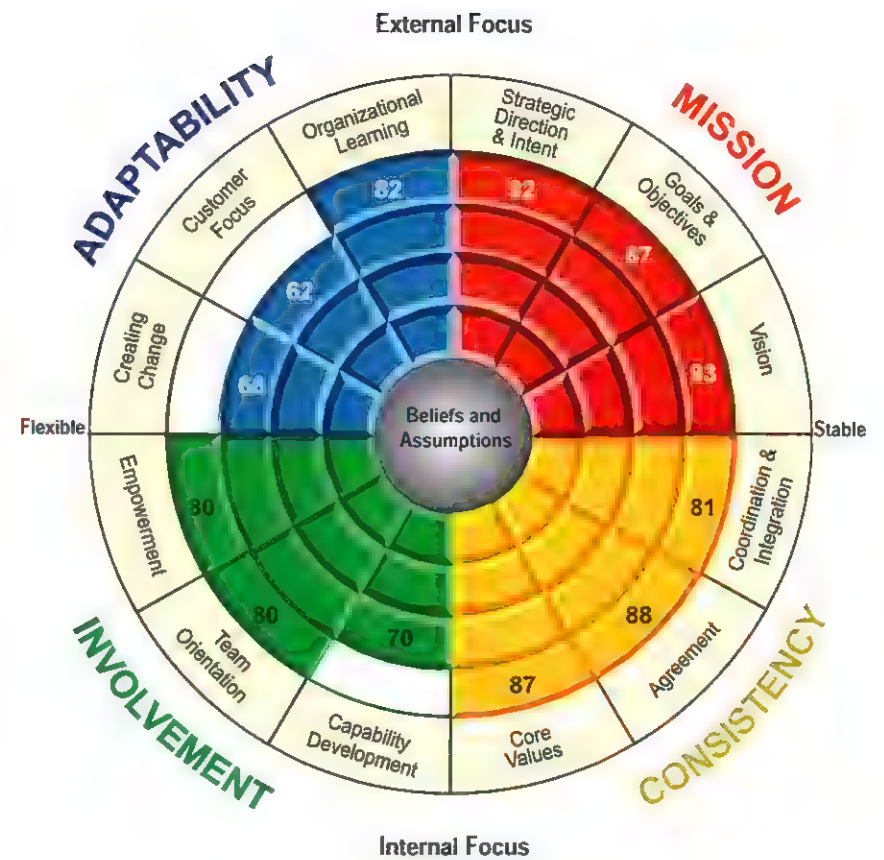 External Focus
ADAPTABILITY
MISSION
Organizational
Learning
Strategic
Direction
& Intent
Customer
Focus
Goals &
Objectives
Creating
Change
Vision
82
62
87
93
Flexible
Beliefs and
Assumptions
Stable
Empowerment
Coordination &
Integration
80
81
80
88
70
87
Team
Orientation
Agreement
Capability
Development
Core
Values
INVOLVEMENT
CONSISTENCY
Internal Focus